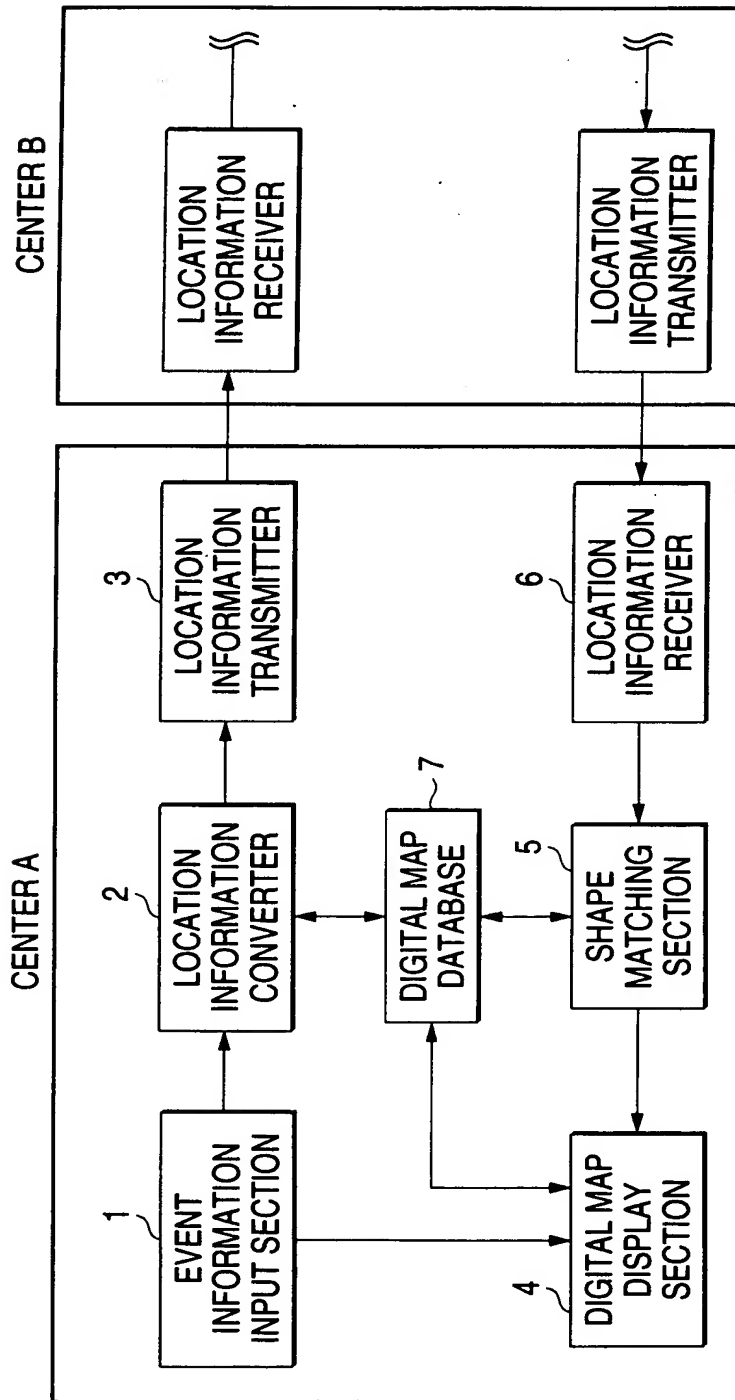 CENTER A
1
EVENT
INFORMATION
INPUT SECTION
2
LOCATION
INFORMATION
CONVERTER
3
LOCATION
INFORMATION
TRANSMITTER
4
DIGITAL MAP
DISPLAY
SECTION
7
DIGITAL MAP
DATABASE
5
SHAPE
MATCHING
SECTION
6
LOCATION
INFORMATION
RECEIVER
CENTER B
LOCATION
INFORMATION
RECEIVER
LOCATION
INFORMATION
TRANSMITTER